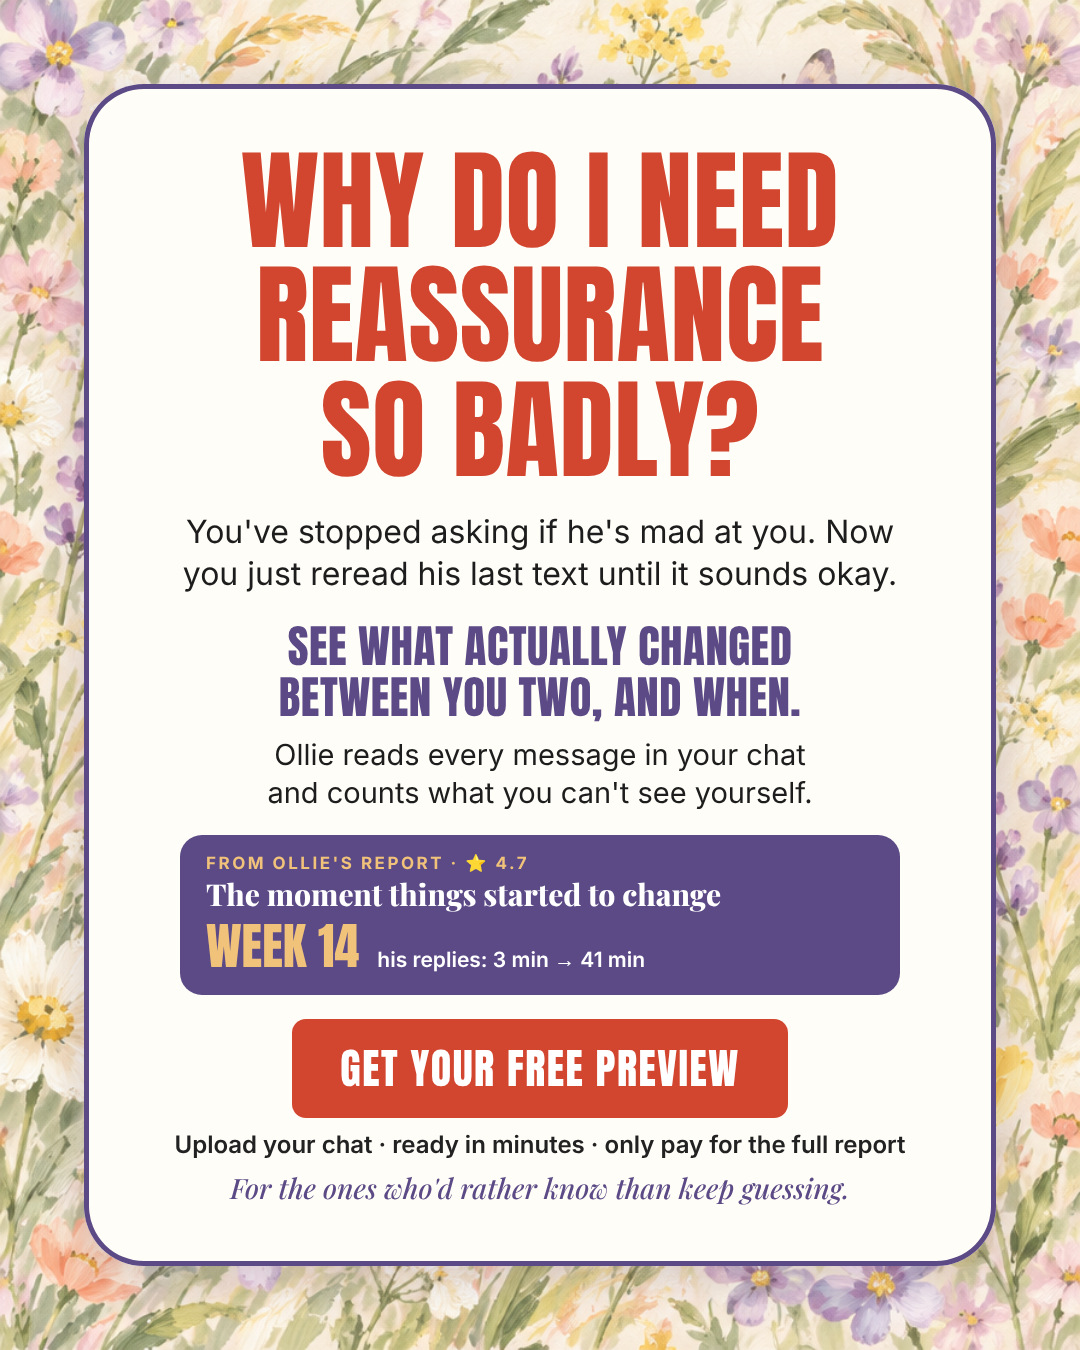 WHY DO I NEED
REASSURANCE
SO BADLY?
You've stopped asking if he's mad at you. Now
you just reread his last text until it sounds okay.
SEE WHAT ACTUALLY CHANGED
BETWEEN YOU TWO, AND WHEN.
Ollie reads every message in your chat
and counts what you can't see yourself.
FROM OLLIE'S REPORT · ⭐ 4.7
The moment things started to change
WEEK 14 his replies: 3 min → 41 min
GET YOUR FREE PREVIEW
Upload your chat · ready in minutes · only pay for the full report
For the ones who'd rather know than keep guessing.